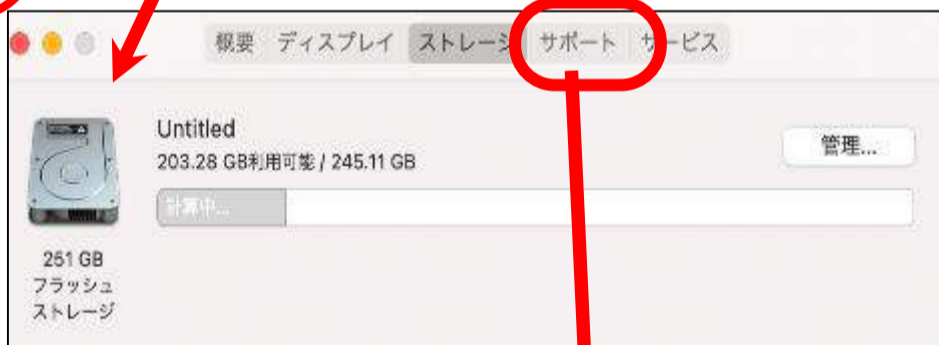 概要 ディスプレイ ストレージ サポート サービス
Untitled
203.28 GB利用可能 / 245.11 GB
管理...
計算中...
251 GB
フラッシュ
ストレージ